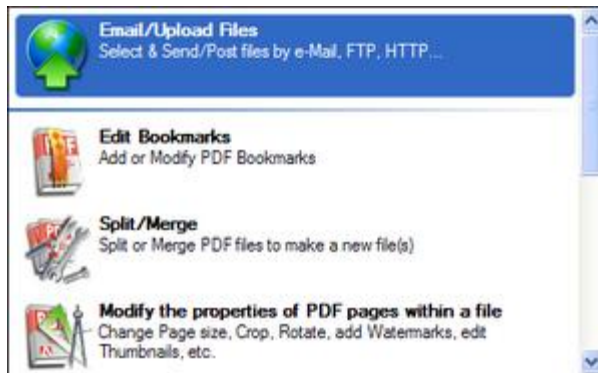 Email/Upload Files
Select & Send/Post files by e-Mail, FTP, HTTP...
Edit Bookmarks
Add or Modify PDF Bookmarks
Split/Merge
Split or Merge PDF files to make a new file(s)
Modify the properties of PDF pages within a file
Change Page size, Crop, Rotate, add Watermarks, edit
Thumbnails, etc.